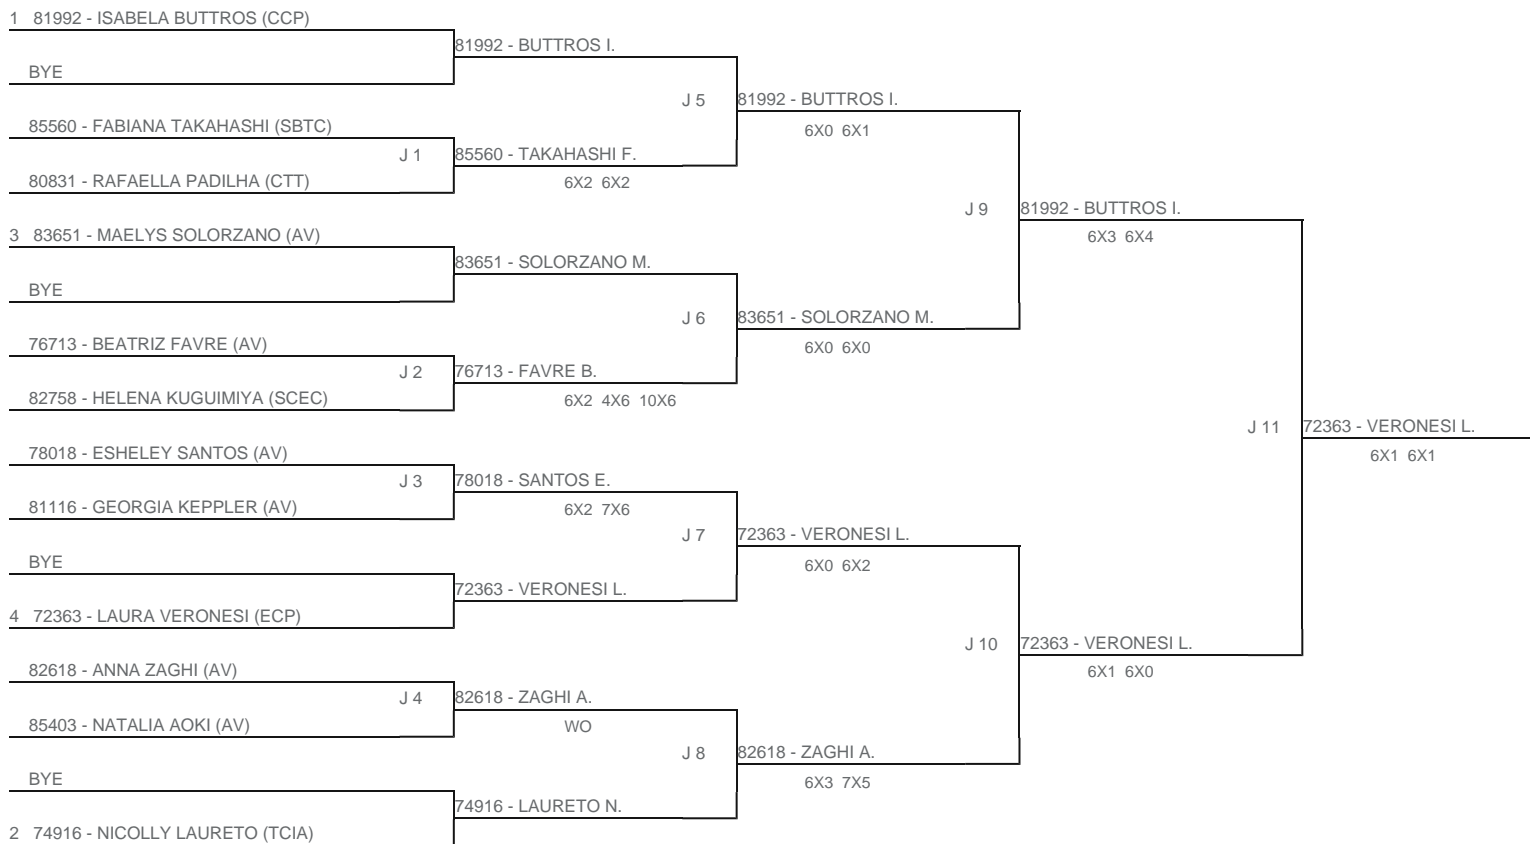 1 81992 - ISABELA BUTTROS (CCP)
81992 - BUTTROS I.
BYE
J 5
81992 - BUTTROS I.
6X0 6X1
85560 - FABIANA TAKAHASHI (SBTC)
J 1
85560 - TAKAHASHI F.
6X2 6X2
80831 - RAFAELLA PADILHA (CTT)
J 9
81992 - BUTTROS I.
6X3 6X4
3 83651 - MAELYS SOLORZANO (AV)
83651 - SOLORZANO M.
BYE
J 6
83651 - SOLORZANO M.
6X0 6X0
76713 - BEATRIZ FAVRE (AV)
J 2
76713 - FAVRE B.
6X2 4X6 10X6
82758 - HELENA KUGUIMIYA (SCEC)
J 11
72363 - VERONESI L.
6X1 6X1
78018 - ESHELEY SANTOS (AV)
J 3
78018 - SANTOS E.
6X2 7X6
81116 - GEORGIA KEPPLER (AV)
J 7
72363 - VERONESI L.
6X0 6X2
BYE
72363 - VERONESI L.
4 72363 - LAURA VERONESI (ECP)
J 10
72363 - VERONESI L.
6X1 6X0
82618 - ANNA ZAGHI (AV)
J 4
82618 - ZAGHI A.
WO
85403 - NATALIA AOKI (AV)
J 8
82618 - ZAGHI A.
6X3 7X5
BYE
74916 - LAURETO N.
2 74916 - NICOLLY LAURETO (TCIA)